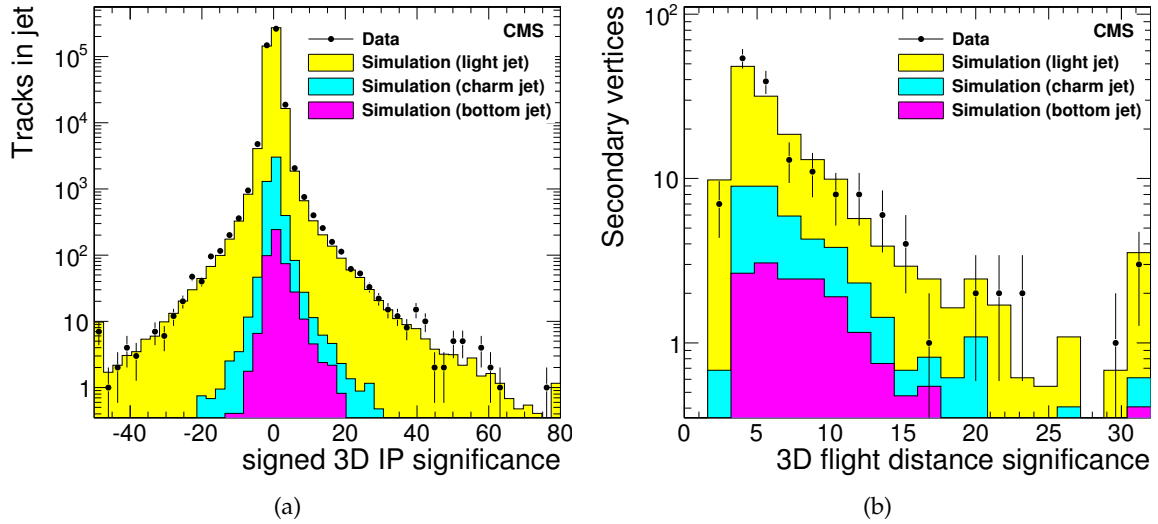 CMS
Data
Simulation (light jet)
Simulation (charm jet)
Simulation (bottom jet)
Tracks in jet
10^5
10^4
10^3
10^2
10
1
-40 -20 0 20 40 60 80
signed 3D IP significance
(a)
CMS
Data
Simulation (light jet)
Simulation (charm jet)
Simulation (bottom jet)
Secondary vertices
10^2
10
1
0 5 10 15 20 25 30
3D flight distance significance
(b)